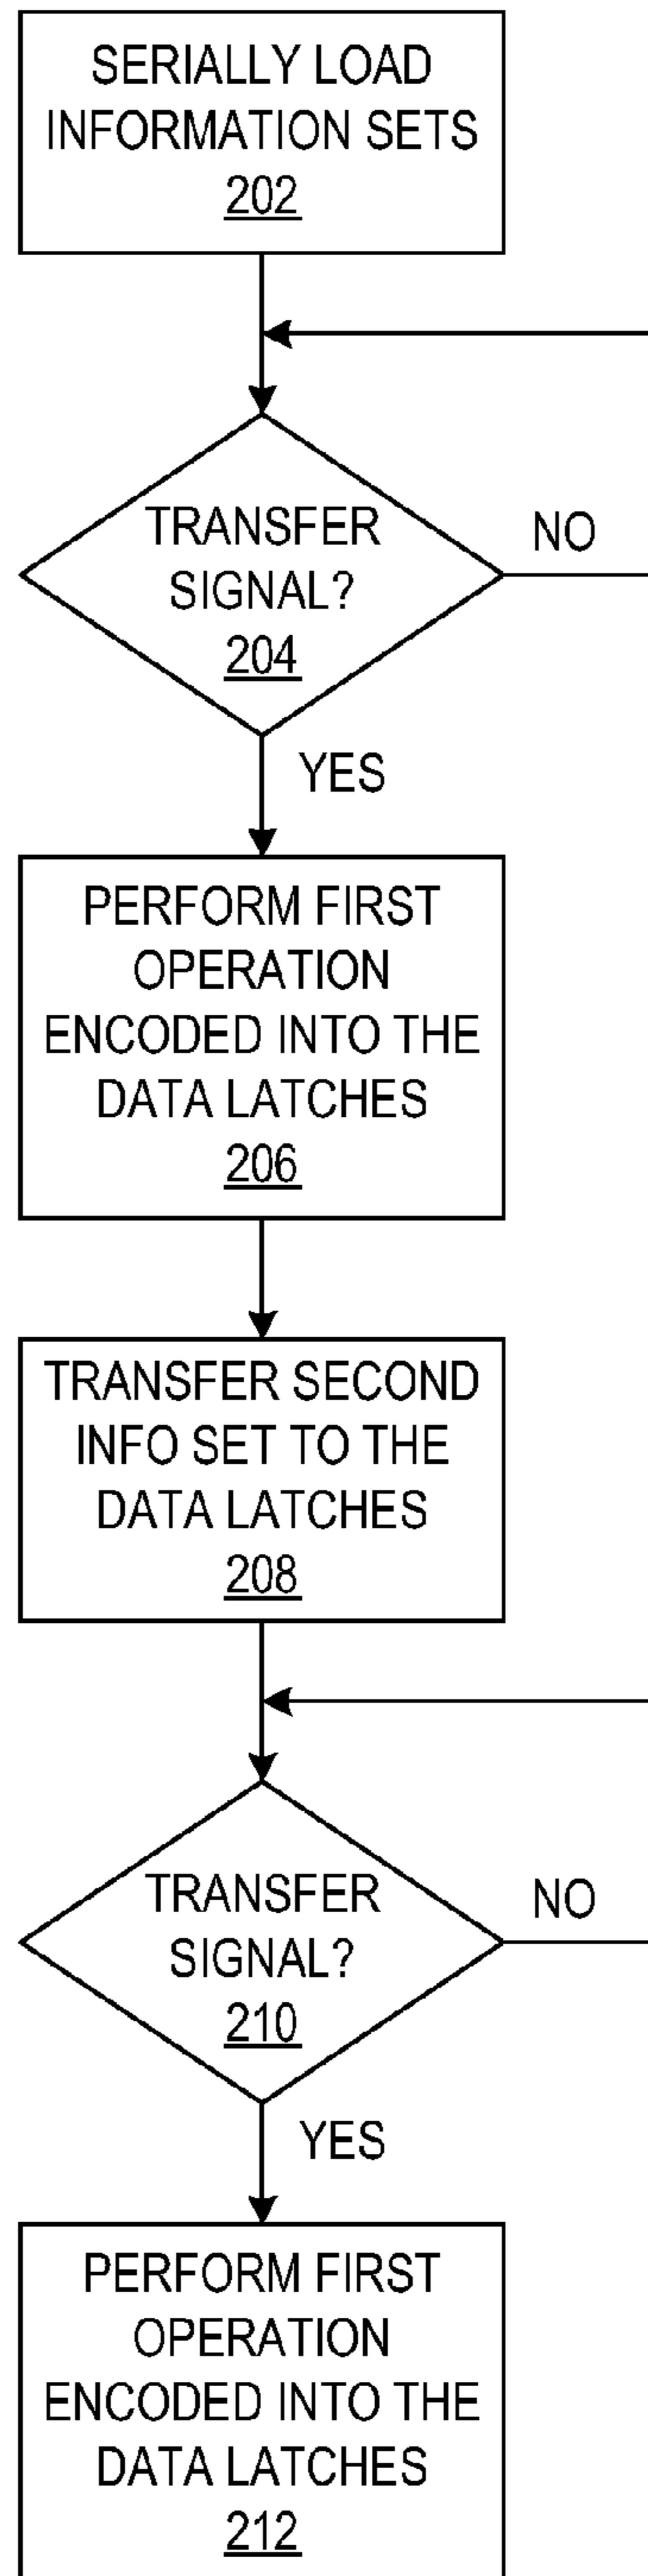 SERIALLY LOAD
INFORMATION SETS
202
TRANSFER
SIGNAL?
204
NO
YES
PERFORM FIRST
OPERATION
ENCODED INTO THE
DATA LATCHES
206
TRANSFER SECOND
INFO SET TO THE
DATA LATCHES
208
TRANSFER
SIGNAL?
210
NO
YES
PERFORM FIRST
OPERATION
ENCODED INTO THE
DATA LATCHES
212